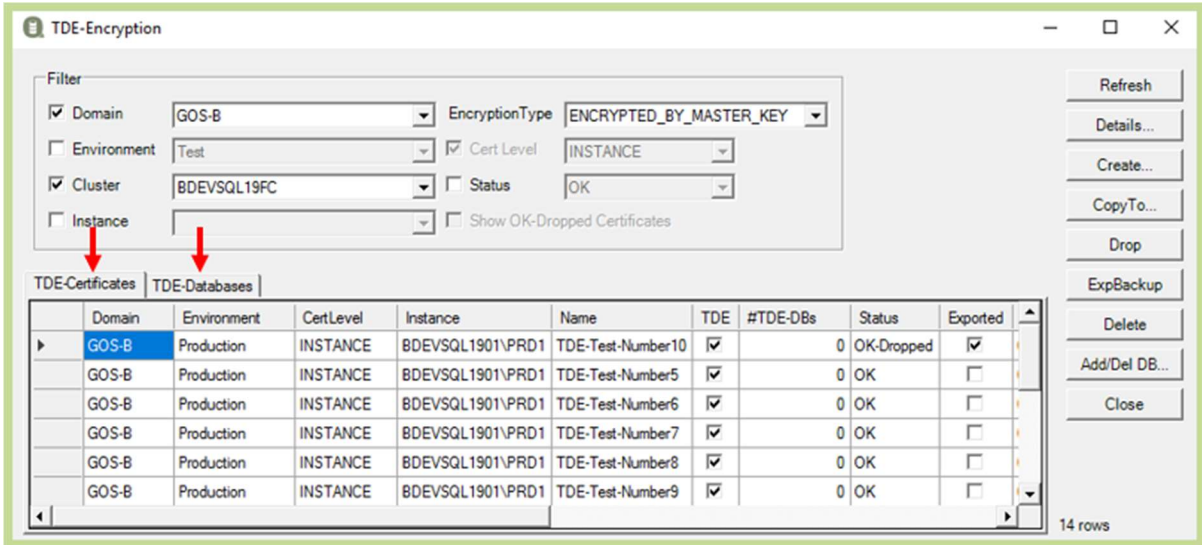 TDE-Encryption
Filter
Domain GOS-B EncryptionType ENCRYPTED_BY_MASTER_KEY
Environment Test Cert Level INSTANCE
Cluster BDEVSQL19FC Status OK
Instance Show OK-Dropped Certificates
Refresh
Details...
Create...
CopyTo...
Drop
ExpBackup
Delete
Add/Del DB...
Close
TDE-Certificates TDE-Databases
Domain Environment CertLevel Instance Name TDE #TDE-DBs Status Exported
GOS-B Production INSTANCE BDEVSQL1901\PRD1 TDE-Test-Number10 0 OK-Dropped
GOS-B Production INSTANCE BDEVSQL1901\PRD1 TDE-Test-Number5 0 OK
GOS-B Production INSTANCE BDEVSQL1901\PRD1 TDE-Test-Number6 0 OK
GOS-B Production INSTANCE BDEVSQL1901\PRD1 TDE-Test-Number7 0 OK
GOS-B Production INSTANCE BDEVSQL1901\PRD1 TDE-Test-Number8 0 OK
GOS-B Production INSTANCE BDEVSQL1901\PRD1 TDE-Test-Number9 0 OK
14 rows